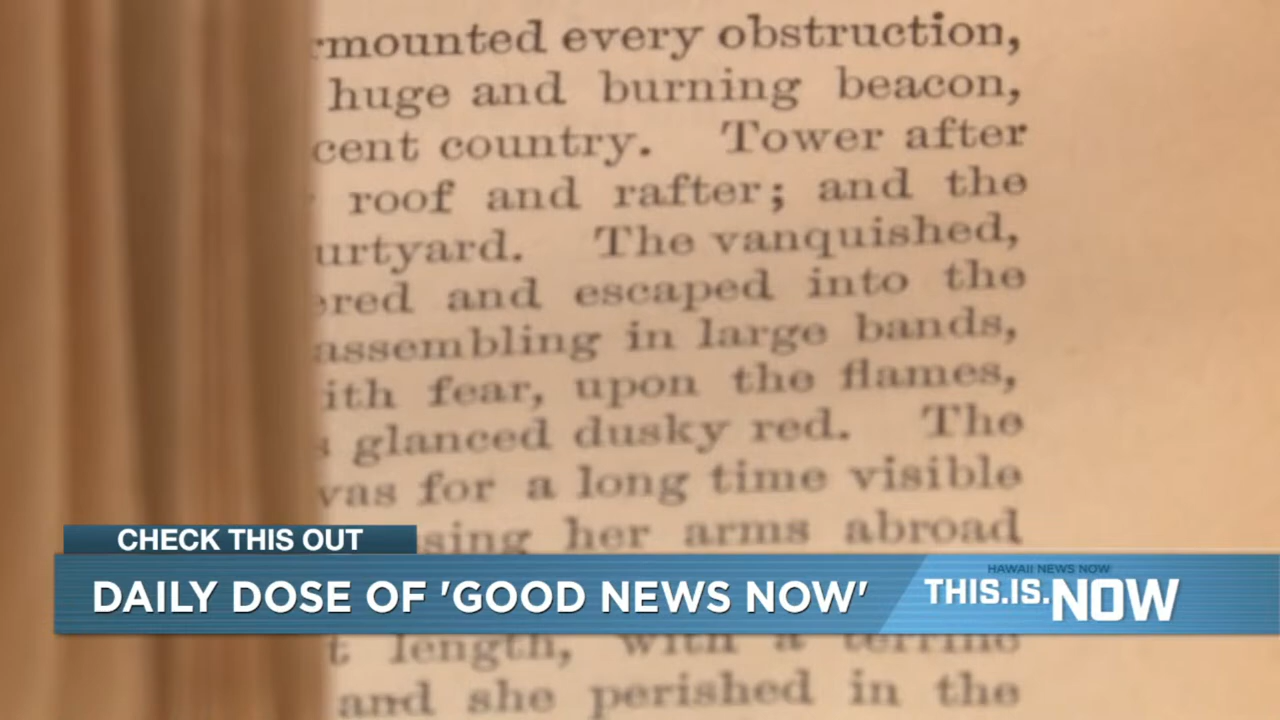 rmounted every obstruction,
huge and burning beacon,
cent country. Tower after
roof and rafter; and the
urtyard. The vanquished,
ered and escaped into the
assembling in large bands,
ith fear, upon the flames,
s glanced dusky red. The
was for a long time visible
sing her arms abroad
CHECK THIS OUT
DAILY DOSE OF 'GOOD NEWS NOW'
HAWAII NEWS NOW
THIS.IS.NOW
t length, with a
and she perished in the